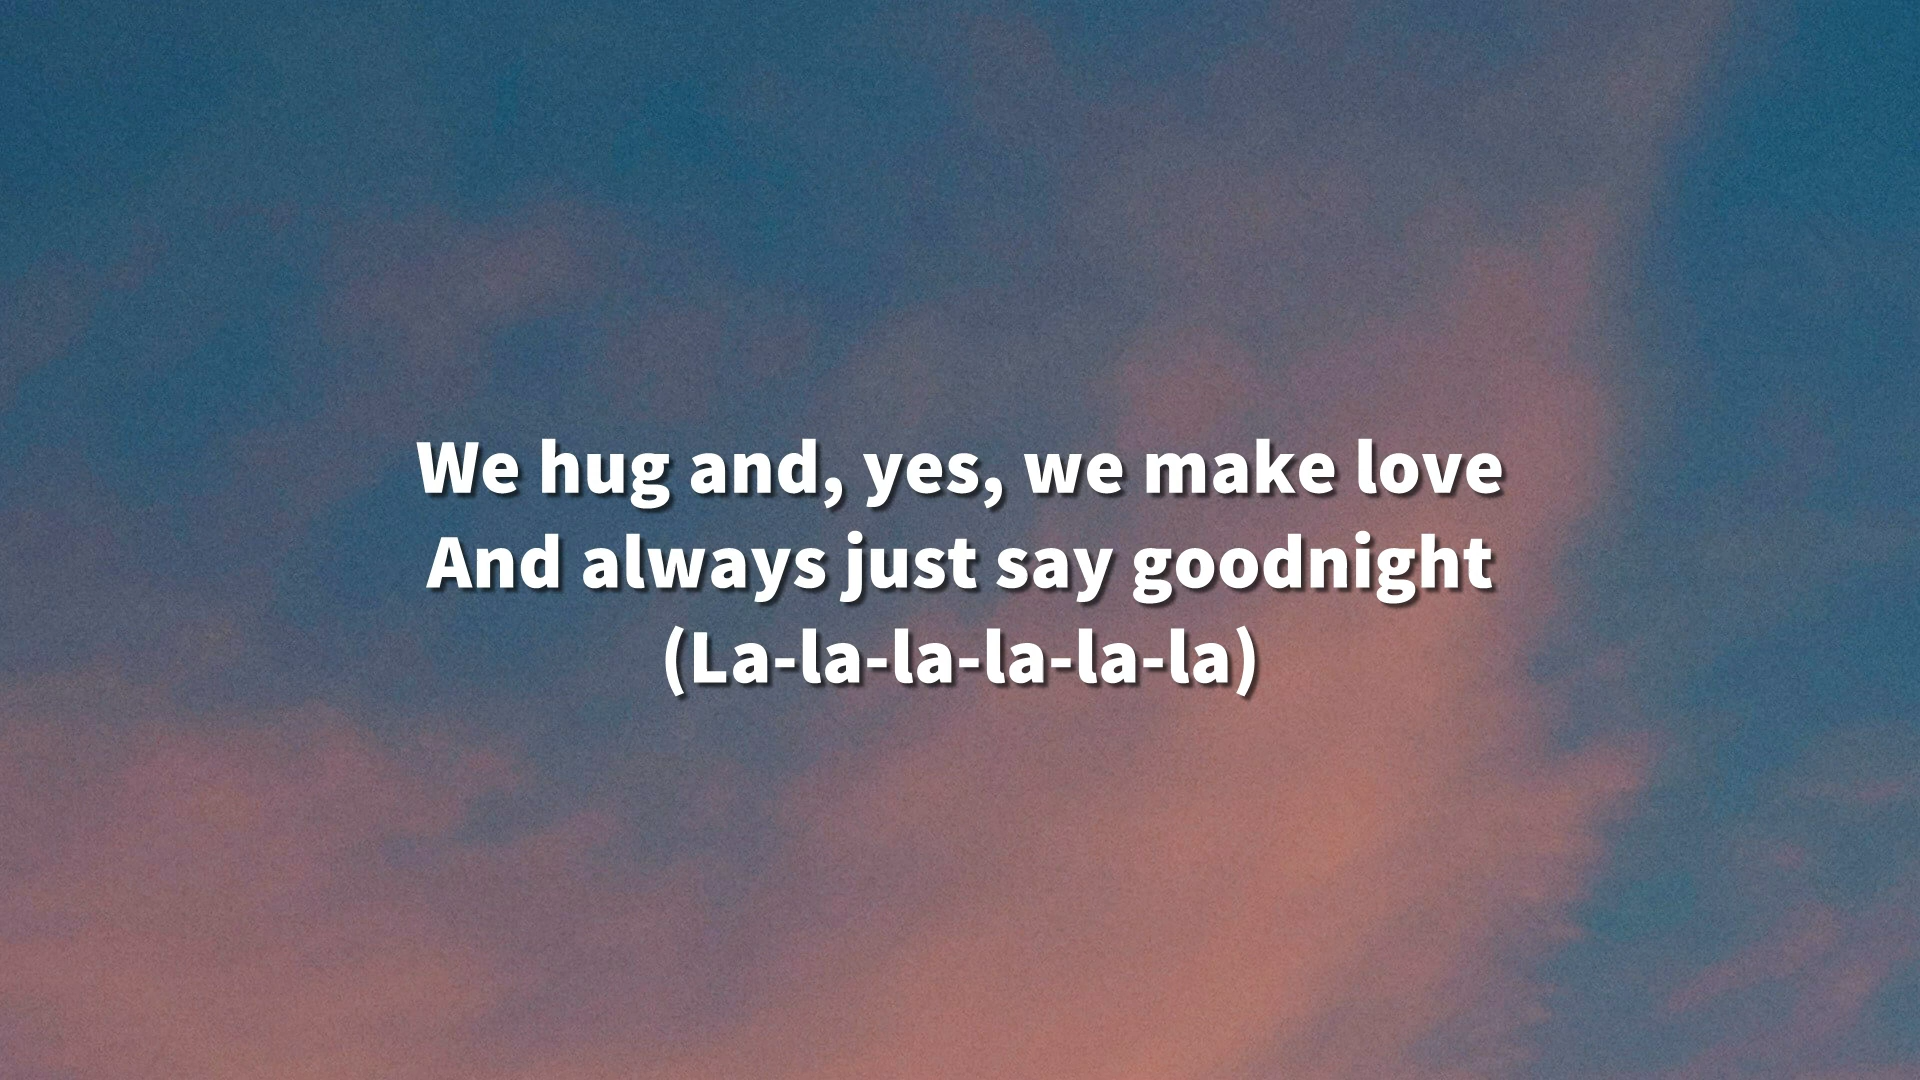 We hug and, yes, we make love
And always just say goodnight
(La-la-la-la-la-la)